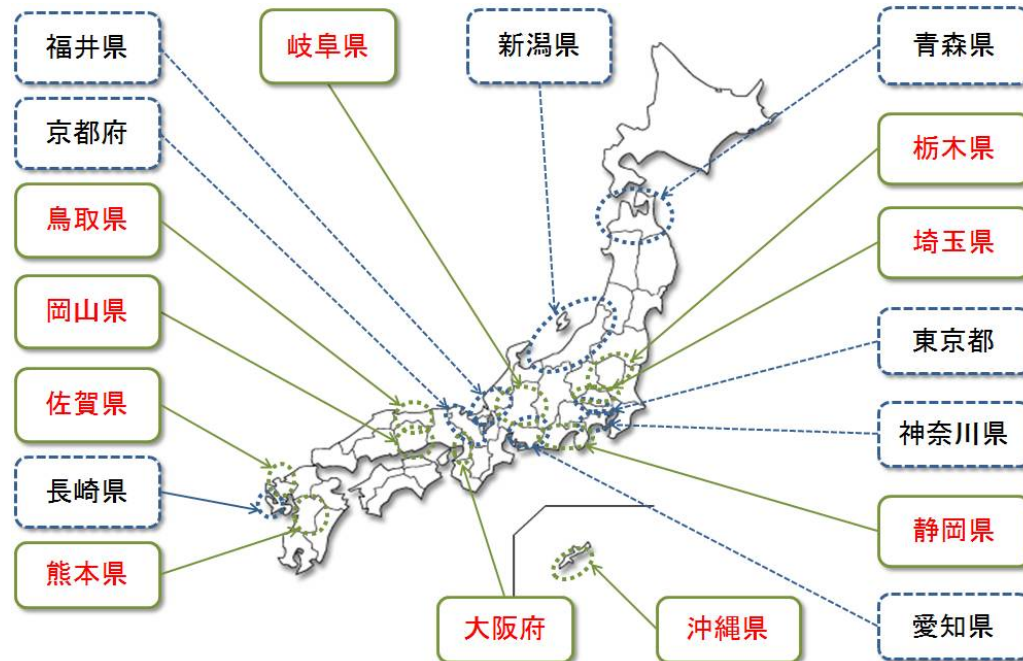 福井県
岐阜県
新潟県
青森県
京都府
栃木県
鳥取県
埼玉県
岡山県
東京都
佐賀県
神奈川県
長崎県
静岡県
熊本県
大阪府
沖縄県
愛知県